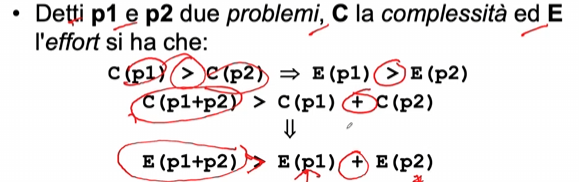 • Detti p1 e p2 due problemi, C la complessità ed E
l'effort si ha che:
C(p1) > C(p2) ⇒ E(p1) > E(p2)
C(p1+p2) > C(p1) + C(p2)
⇓
E(p1+p2) > E(p1) + E(p2)